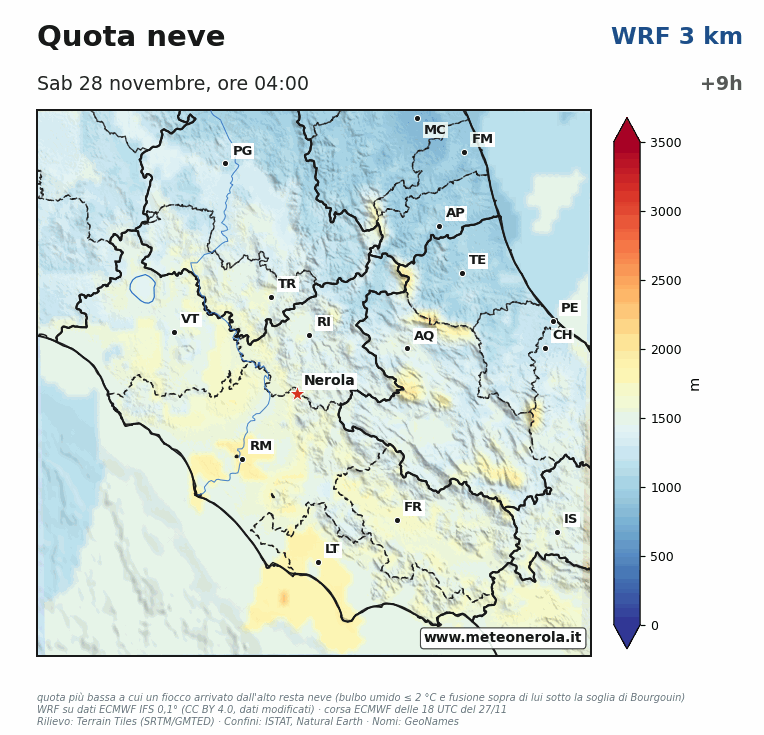 Quota neve
WRF 3 km
Sab 28 novembre, ore 04:00
+9h
MC
FM
PG
AP
TE
TR
PE
VT
RI
AQ
CH
Nerola
RM
FR
IS
LT
www.meteonerola.it
3500
3000
2500
2000
1500
1000
500
0
m
quota più bassa a cui un fiocco arrivato dall'alto resta neve (bulbo umido ≤ 2 °C e fusione sopra di lui sotto la soglia di Bourgouin)
WRF su dati ECMWF IFS 0,1° (CC BY 4.0, dati modificati) · corsa ECMWF delle 18 UTC del 27/11
Rilievo: Terrain Tiles (SRTM/GMTED) · Confini: ISTAT, Natural Earth · Nomi: GeoNames